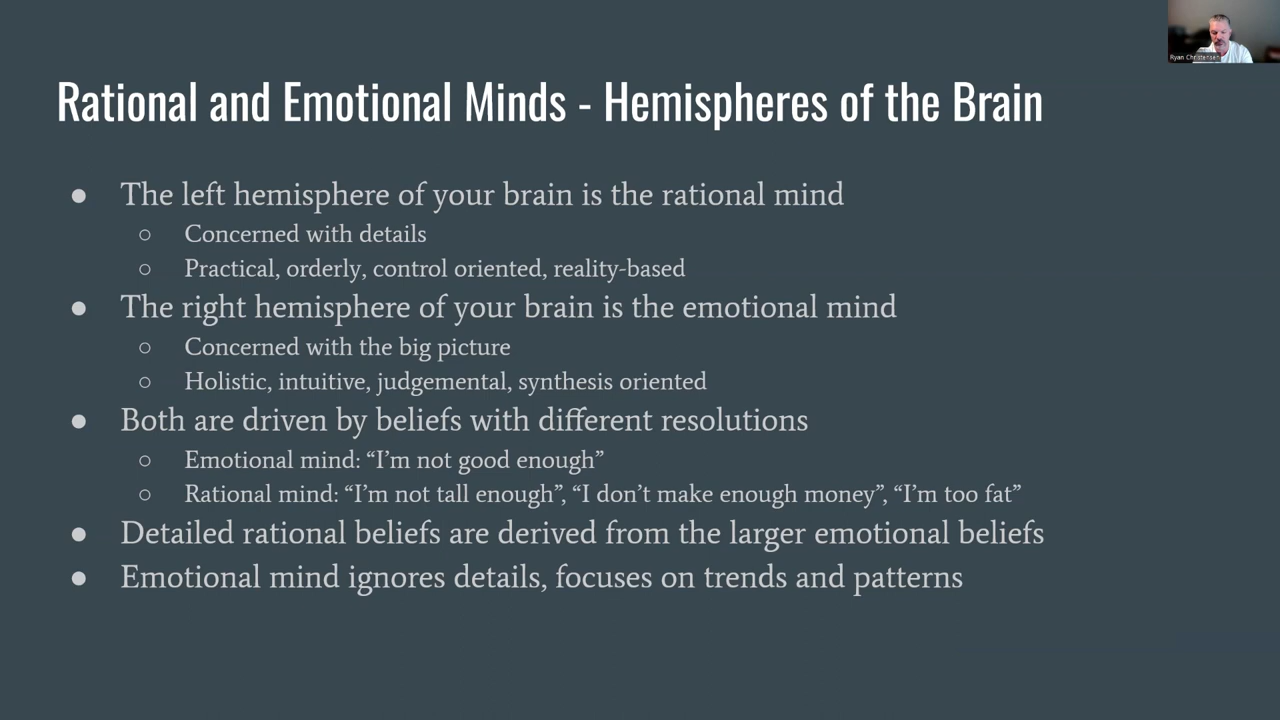 Ryan Christensen
Rational and Emotional Minds - Hemispheres of the Brain
● The left hemisphere of your brain is the rational mind
○ Concerned with details
○ Practical, orderly, control oriented, reality-based
● The right hemisphere of your brain is the emotional mind
○ Concerned with the big picture
○ Holistic, intuitive, judgemental, synthesis oriented
● Both are driven by beliefs with different resolutions
○ Emotional mind: “I’m not good enough”
○ Rational mind: “I’m not tall enough”, “I don’t make enough money”, “I’m too fat”
● Detailed rational beliefs are derived from the larger emotional beliefs
● Emotional mind ignores details, focuses on trends and patterns